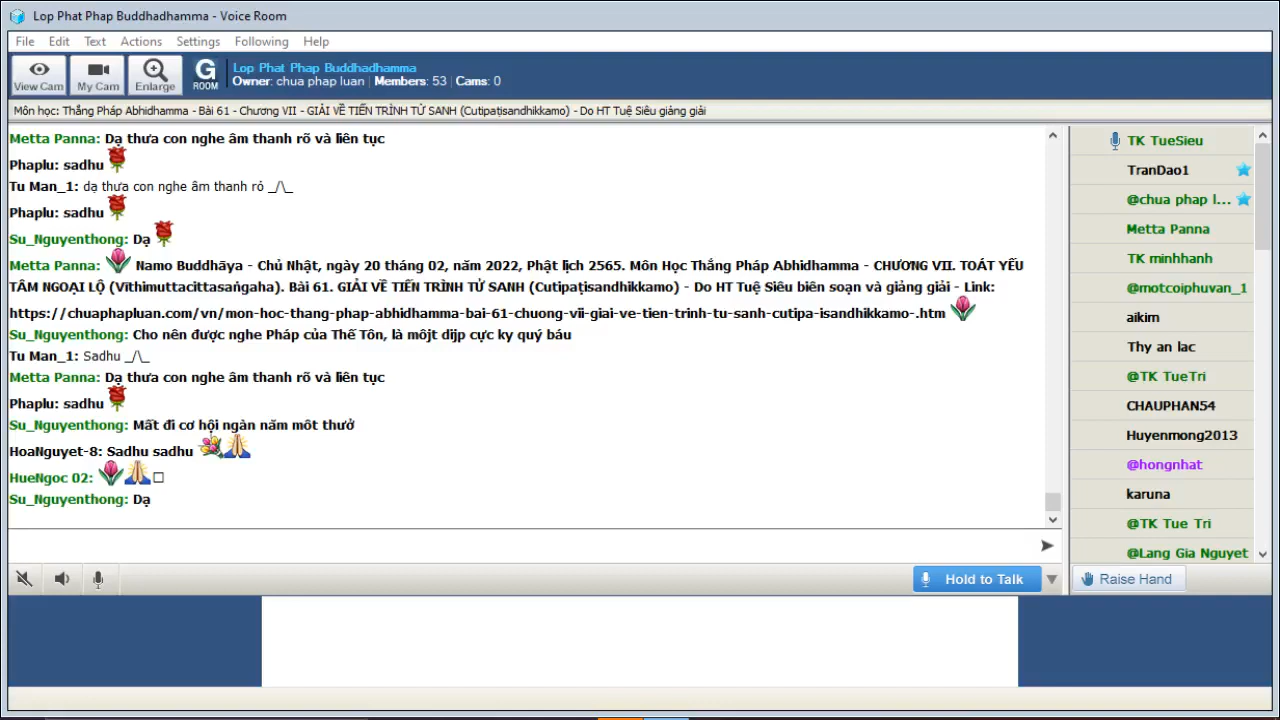 Lop Phat Phap Buddhadhamma - Voice Room
File Edit Text Actions Settings Following Help
View Cam My Cam Enlarge G ROOM
Lop Phat Phap Buddhadhamma
Owner: chua phap luan | Members: 53 | Cams: 0
Môn học: Thắng Pháp Abhidhamma - Bài 61 - Chương VII - GIẢI VỀ TIẾN TRÌNH TỬ SANH (Cutipaṭisandhikkamo) - Do HT Tuệ Siêu giảng giải
Metta Panna: Dạ thưa con nghe âm thanh rõ và liên tục
Phaplu: sadhu
Tu Man_1: dạ thưa con nghe âm thanh rỏ _/\_
Phaplu: sadhu
Su_Nguyenthong: Dạ
Metta Panna: Namo Buddhāya - Chủ Nhật, ngày 20 tháng 02, năm 2022, Phật lịch 2565. Môn Học Thắng Pháp Abhidhamma - CHƯƠNG VII. TOÁT YẾU
TÂM NGOẠI LỘ (Vīthimuttacittasaṅgaha). Bài 61. GIẢI VỀ TIẾN TRÌNH TỬ SANH (Cutipaṭisandhikkamo) - Do HT Tuệ Siêu biên soạn và giảng giải - Link:
https://chuaphapluan.com/vn/mon-hoc-thang-phap-abhidhamma-bai-61-chuong-vii-giai-ve-tien-trinh-tu-sanh-cutipa-isandhikkamo-.htm
Su_Nguyenthong: Cho nên được nghe Pháp của Thế Tôn, là môjt dijp cực ky quý báu
Tu Man_1: Sadhu _/\_
Metta Panna: Dạ thưa con nghe âm thanh rõ và liên tục
Phaplu: sadhu
Su_Nguyenthong: Mất đi cơ hội ngàn năm môt thưở
HoaNguyet-8: Sadhu sadhu
HueNgoc 02:
Su_Nguyenthong: Dạ
TK TueSieu
TranDao1
@chua phap l...
Metta Panna
TK minhhanh
@motcoiphuvan_1
aikim
Thy an lac
@TK TueTri
CHAUPHAN54
Huyenmong2013
@hongnhat
karuna
@TK Tue Tri
@Lang Gia Nguyet
Hold to Talk
Raise Hand